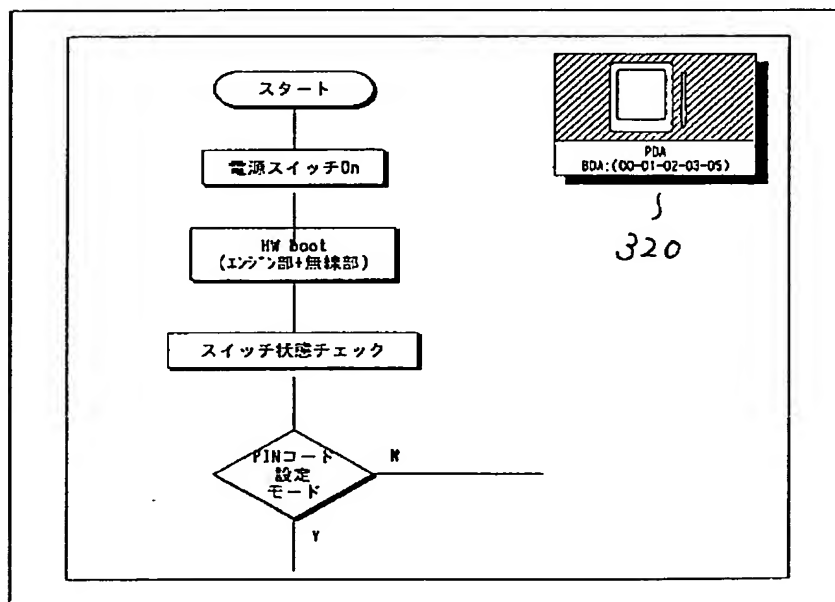 スタート
電源スイッチOn
HW boot
(エンジン部+無線部)
スイッチ状態チェック
PINコード
設定
モード
N
Y
PDA
BDA:(00-01-02-03-05)
320